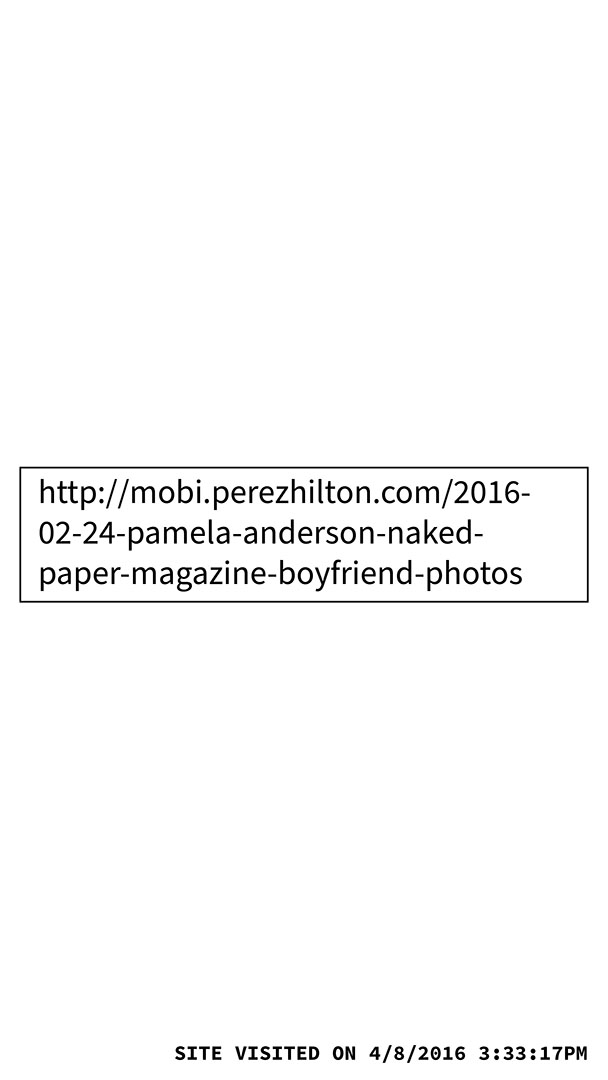 http://mobi.perezhilton.com/2016-
02-24-pamela-anderson-naked-
paper-magazine-boyfriend-photos
SITE VISITED ON 4/8/2016 3:33:17PM